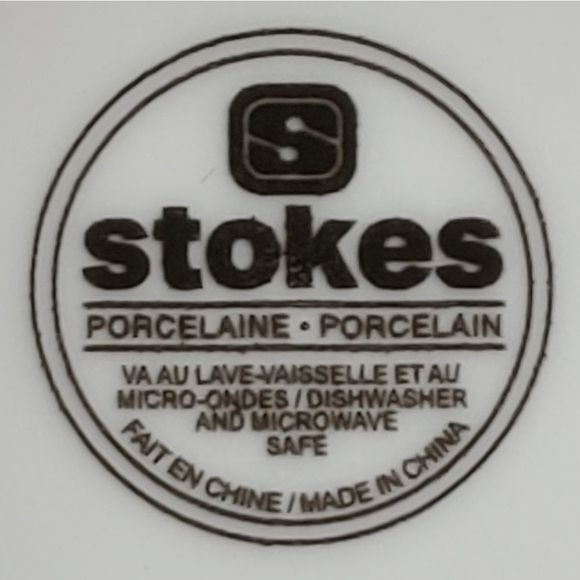 S
stokes
PORCELAINE • PORCELAIN
VA AU LAVE-VAISSELLE ET AU
MICRO-ONDES / DISHWASHER
AND MICROWAVE
SAFE
FAIT EN CHINE / MADE IN CHINA